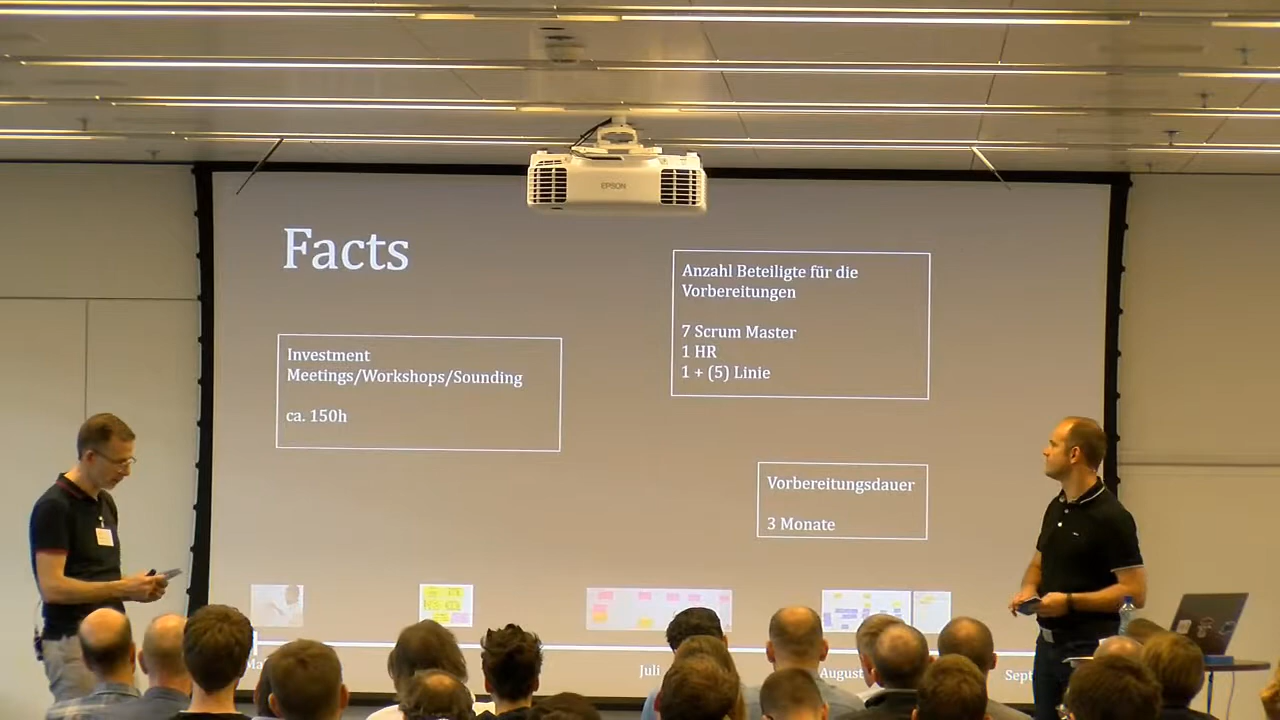 EPSON
Facts
Investment
Meetings/Workshops/Sounding
ca. 150h
Anzahl Beteiligte für die
Vorbereitungen
7 Scrum Master
1 HR
1 + (5) Linie
Vorbereitungsdauer
3 Monate
Juli
August